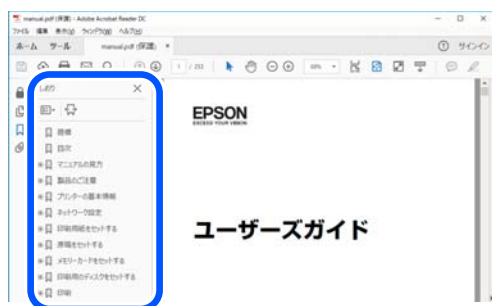 manual.pdf (保護) - Adobe Acrobat Reader DC
ファイル 編集 表示(V) ウィンドウ(W) ヘルプ(H)
ホーム ツール manual.pdf (保護) ×
サインイン
1 / 203
しおり
表紙
目次
マニュアルの見方
製品のご注意
プリンターの基本情報
ネットワーク設定
印刷用紙をセットする
原稿をセットする
メモリーカードをセットする
印刷用のディスクをセットする
印刷
EPSON
EXCEED YOUR VISION
ユーザーズガイド